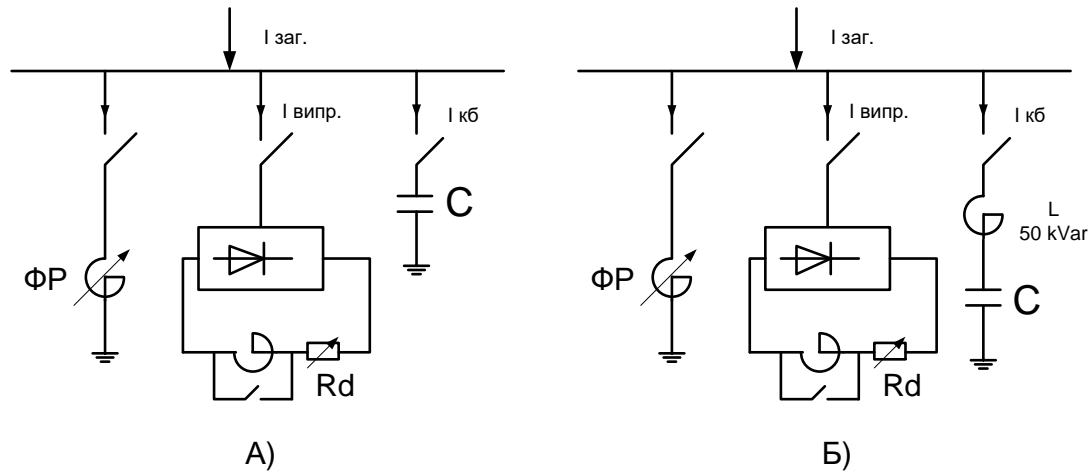 I заг.
I випр.
I кб
C
ФР
Rd
А)
I заг.
I випр.
I кб
L
50 kVar
C
ФР
Rd
Б)